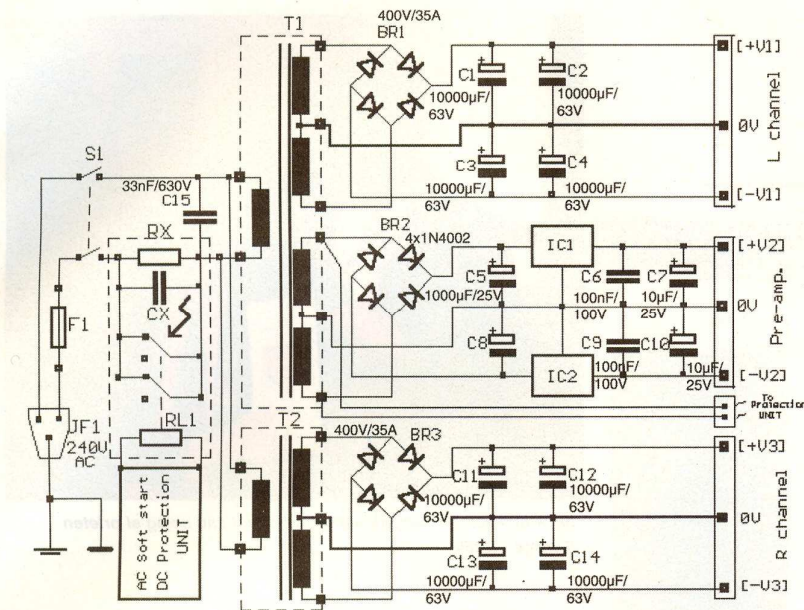 T1
400V/35A
BR1
[+V1]
C1
C2
10000µF/
63V
10000µF/
63V
0V
L channel
C3
C4
10000µF/
63V
10000µF/
63V
[-V1]
S1
33nF/630V
C15
RX
CX
F1
RL1
JF1
240V
AC
AC Soft start
DC Protection
UNIT
BR2
4x1N4002
IC1
[+V2]
C5
C6
C7
1000µF/25V
100nF/
100V
10µF/
25V
0V
Pre-amp.
C8
C9
C10
IC2
100nF/
100V
10µF/
25V
[-V2]
To
Protection
UNIT
T2
400V/35A
BR3
[+V3]
C11
C12
10000µF/
63V
10000µF/
63V
0V
R channel
C13
C14
10000µF/
63V
10000µF/
63V
[-V3]